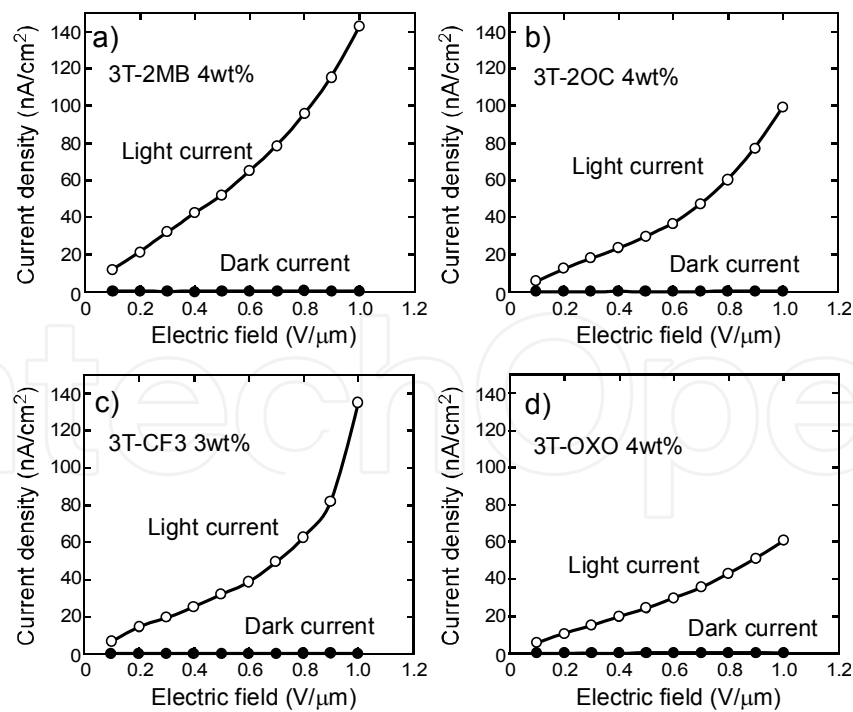 a)
3T-2MB 4wt%
Light current
Dark current
Current density (nA/cm2)
140
120
100
80
60
40
20
0
0 0.2 0.4 0.6 0.8 1.0 1.2
Electric field (V/μm)
b)
3T-2OC 4wt%
Light current
Dark current
Current density (nA/cm2)
140
120
100
80
60
40
20
0
0 0.2 0.4 0.6 0.8 1.0 1.2
Electric field (V/μm)
c)
3T-CF3 3wt%
Light current
Dark current
Current density (nA/cm2)
140
120
100
80
60
40
20
0
0 0.2 0.4 0.6 0.8 1.0 1.2
Electric field (V/μm)
d)
3T-OXO 4wt%
Light current
Dark current
Current density (nA/cm2)
140
120
100
80
60
40
20
0
0 0.2 0.4 0.6 0.8 1.0 1.2
Electric field (V/μm)
ntechOpe